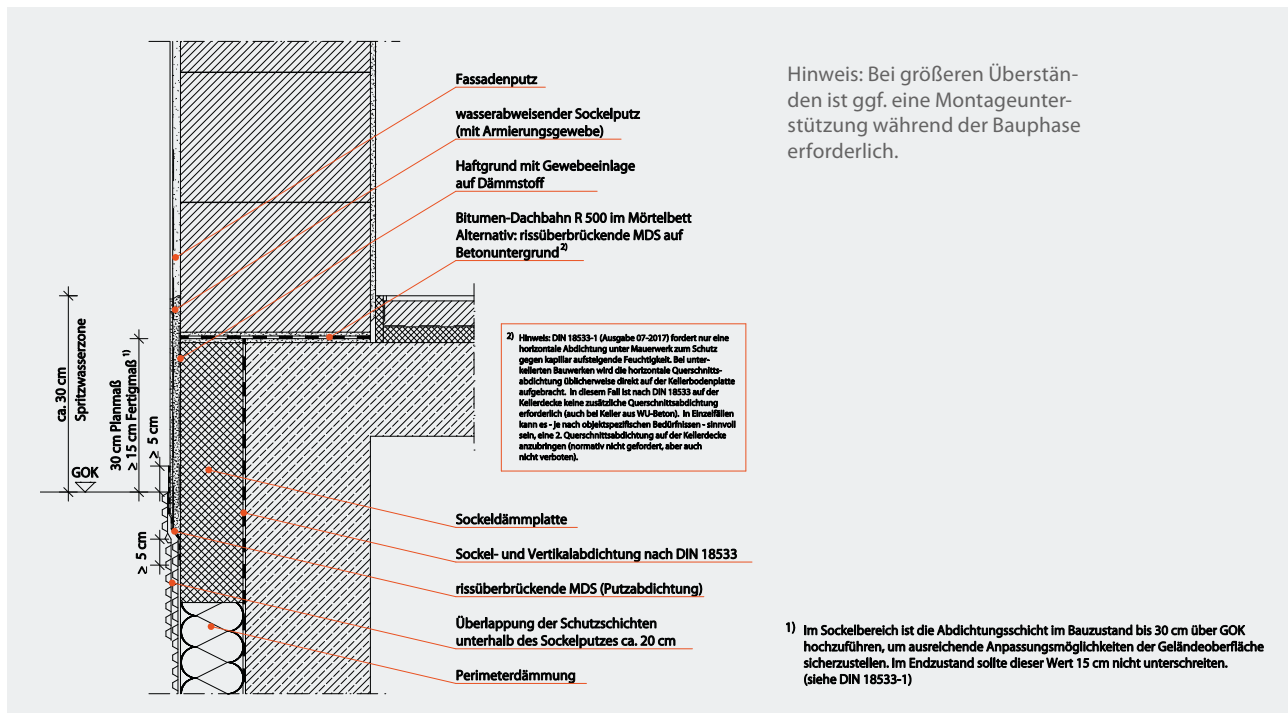 Fassadenputz
wasserabweisender Sockelputz
(mit Armierungsgewebe)
Haftgrund mit Gewebeeinlage
auf Dämmstoff
Bitumen-Dachbahn R 500 im Mörtelbett
Alternativ: rissüberbrückende MDS auf
Betonuntergrund 2)
Hinweis: Bei größeren Überstän-
den ist ggf. eine Montageunter-
stützung während der Bauphase
erforderlich.
2) Hinweis: DIN 18533-1 (Ausgabe 07-2017) fordert nur eine
horizontale Abdichtung unter Mauerwerk zum Schutz
gegen kapillar aufsteigende Feuchtigkeit. Bei unter-
kellerten Bauwerken wird die horizontale Querschnitts-
abdichtung üblicherweise direkt auf der Kellerbodenplatte
aufgebracht. In diesem Fall ist nach DIN 18533 auf der
Kellerdecke keine zusätzliche Querschnittsabdichtung
erforderlich (auch bei Keller aus WU-Beton). In Einzelfällen
kann es - je nach objektspezifischen Bedürfnissen - sinnvoll
sein, eine 2. Querschnittsabdichtung auf der Kellerdecke
anzubringen (normativ nicht gefordert, aber auch
nicht verboten).
ca. 30 cm
Spritzwasserzone
30 cm Planmaß
≥ 15 cm Fertigmaß 1)
≥ 5 cm
GOK
≥ 5 cm
Sockeldämmplatte
Sockel- und Vertikalabdichtung nach DIN 18533
rissüberbrückende MDS (Putzabdichtung)
Überlappung der Schutzschichten
unterhalb des Sockelputzes ca. 20 cm
Perimeterdämmung
1) Im Sockelbereich ist die Abdichtungsschicht im Bauzustand bis 30 cm über GOK
hochzuführen, um ausreichende Anpassungsmöglichkeiten der Geländeoberfläche
sicherzustellen. Im Endzustand sollte dieser Wert 15 cm nicht unterschreiten.
(siehe DIN 18533-1)